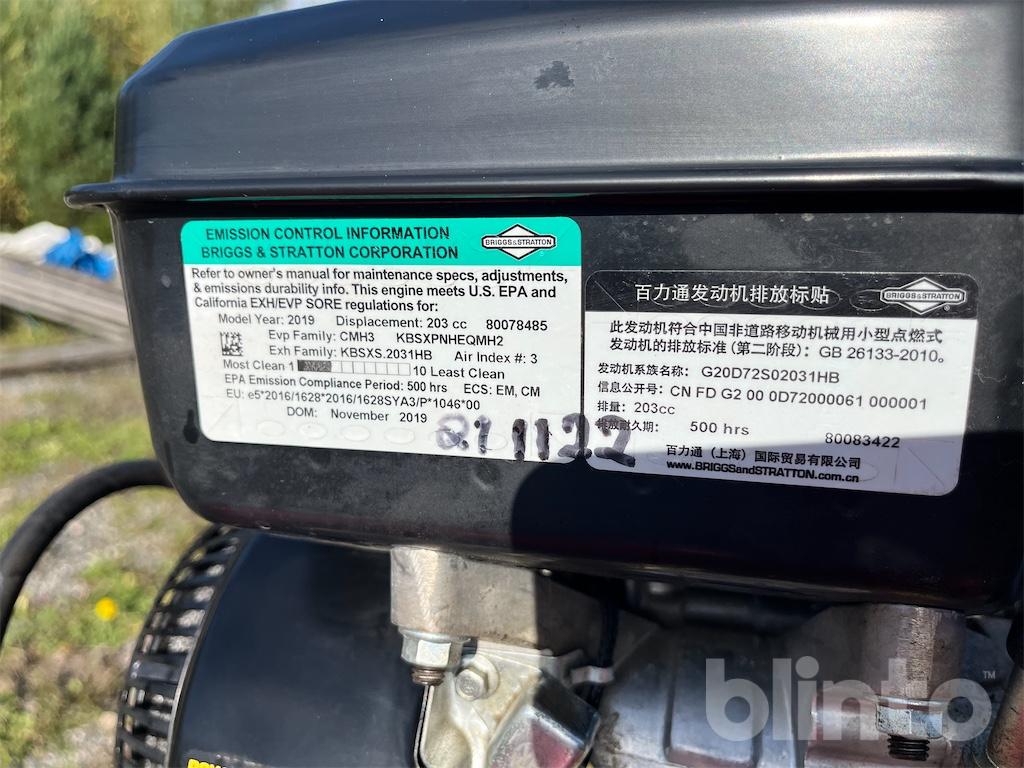 EMISSION CONTROL INFORMATION
BRIGGS & STRATTON CORPORATION
BRIGGS&STRATTON
Refer to owner's manual for maintenance specs, adjustments,
& emissions durability info. This engine meets U.S. EPA and
California EXH/EVP SORE regulations for:
Model Year: 2019 Displacement: 203 cc 80078485
Evp Family: CMH3 KBSXPNHEQMH2
Exh Family: KBSXS.2031HB Air Index #: 3
Most Clean 1 10 Least Clean
EPA Emission Compliance Period: 500 hrs ECS: EM, CM
EU: e5*2016/1628*2016/1628SYA3/P*1046*00
DOM: November 2019
211122
百力通发动机排放标贴
BRIGGS&STRATTON
此发动机符合中国非道路移动机械用小型点燃式
发动机的排放标准（第二阶段）: GB 26133-2010。
发动机系族名称: G20D72S02031HB
信息公开号: CN FD G2 00 0D72000061 000001
排量: 203cc
排放耐久期: 500 hrs 80083422
百力通（上海）国际贸易有限公司
www.BRIGGSandSTRATTON.com.cn
blinto™